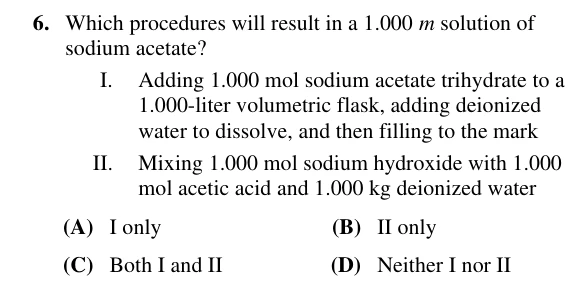 6. Which procedures will result in a 1.000 m solution of
sodium acetate?
I. Adding 1.000 mol sodium acetate trihydrate to a
1.000-liter volumetric flask, adding deionized
water to dissolve, and then filling to the mark
II. Mixing 1.000 mol sodium hydroxide with 1.000
mol acetic acid and 1.000 kg deionized water
(A) I only (B) II only
(C) Both I and II (D) Neither I nor II